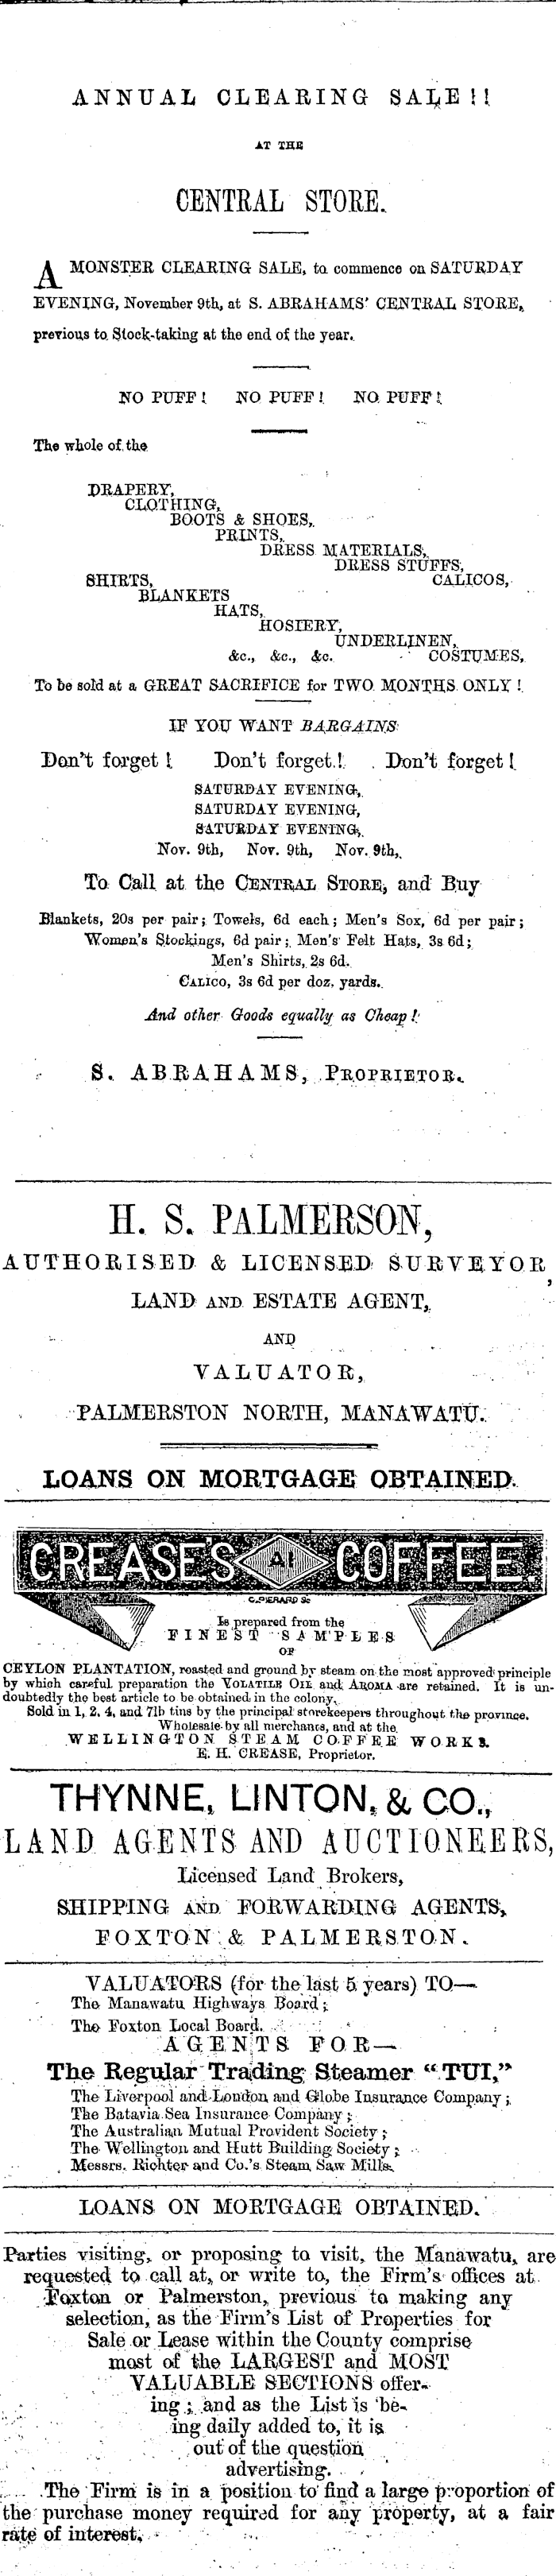 ANNUAL CLEARING SALE!!
AT THE
CENTRAL STORE.
A MONSTER CLEARING SALE, to commence on SATURDAY
EVENING, November 9th, at S. ABRAHAMS' CENTRAL STORE,
previous to Stock-taking at the end of the year.
NO PUFF! NO PUFF! NO PUFF!
The whole of the
DRAPERY,
CLOTHING,
BOOTS & SHOES,
PRINTS,
DRESS MATERIALS,
DRESS STUFFS,
SHIRTS, CALICOS,
BLANKETS
HATS,
HOSIERY,
UNDERLINEN,
&c., &c., &c. COSTUMES,
To be sold at a GREAT SACRIFICE for TWO MONTHS ONLY!
IF YOU WANT BARGAINS
Don't forget! Don't forget! Don't forget!
SATURDAY EVENING,
SATURDAY EVENING,
SATURDAY EVENING,
Nov. 9th, Nov. 9th, Nov. 9th,
To Call at the CENTRAL STORE, and Buy
Blankets, 20s per pair; Towels, 6d each; Men's Sox, 6d per pair;
Women's Stockings, 6d pair; Men's Felt Hats, 3s 6d;
Men's Shirts, 2s 6d.
CALICO, 3s 6d per doz. yards.
And other Goods equally as Cheap!
S. ABRAHAMS, PROPRIETOR.
H. S. PALMERSON,
AUTHORISED & LICENSED SURVEYOR,
LAND AND ESTATE AGENT,
AND
VALUATOR,
PALMERSTON NORTH, MANAWATU.
LOANS ON MORTGAGE OBTAINED.
CREASES A1 COFFEE.
C. PIERARD Sc
Is prepared from the
FINEST SAMPLES
OF
CEYLON PLANTATION, roasted and ground by steam on the most approved principle
by which careful preparation the VOLATILE OIL and AROMA are retained. It is un-
doubtedly the best article to be obtained in the colony.
Sold in 1, 2, 4, and 7lb tins by the principal storekeepers throughout the province.
Wholesale by all merchants, and at the
WELLINGTON STEAM COFFEE WORKS.
E. H. CREASE, Proprietor.
THYNNE, LINTON, & CO.,
LAND AGENTS AND AUCTIONEERS,
Licensed Land Brokers,
SHIPPING AND FORWARDING AGENTS,
FOXTON & PALMERSTON.
VALUATORS (for the last 5 years) TO—
The Manawatu Highways Board;
The Foxton Local Board.
AGENTS FOR—
The Regular Trading Steamer "TUI,"
The Liverpool and London and Globe Insurance Company;
The Batavia Sea Insurance Company;
The Australian Mutual Provident Society;
The Wellington and Hutt Building Society;
Messrs. Richter and Co.'s Steam Saw Mills.
LOANS ON MORTGAGE OBTAINED.
Parties visiting, or proposing to visit, the Manawatu, are
requested to call at, or write to, the Firm's offices at
Foxton or Palmerston, previous to making any
selection, as the Firm's List of Properties for
Sale or Lease within the County comprise
most of the LARGEST and MOST
VALUABLE SECTIONS offer-
ing; and as the List is be-
ing daily added to, it is
out of the question
advertising.
The Firm is in a position to find a large proportion of
the purchase money required for any property, at a fair
rate of interest.